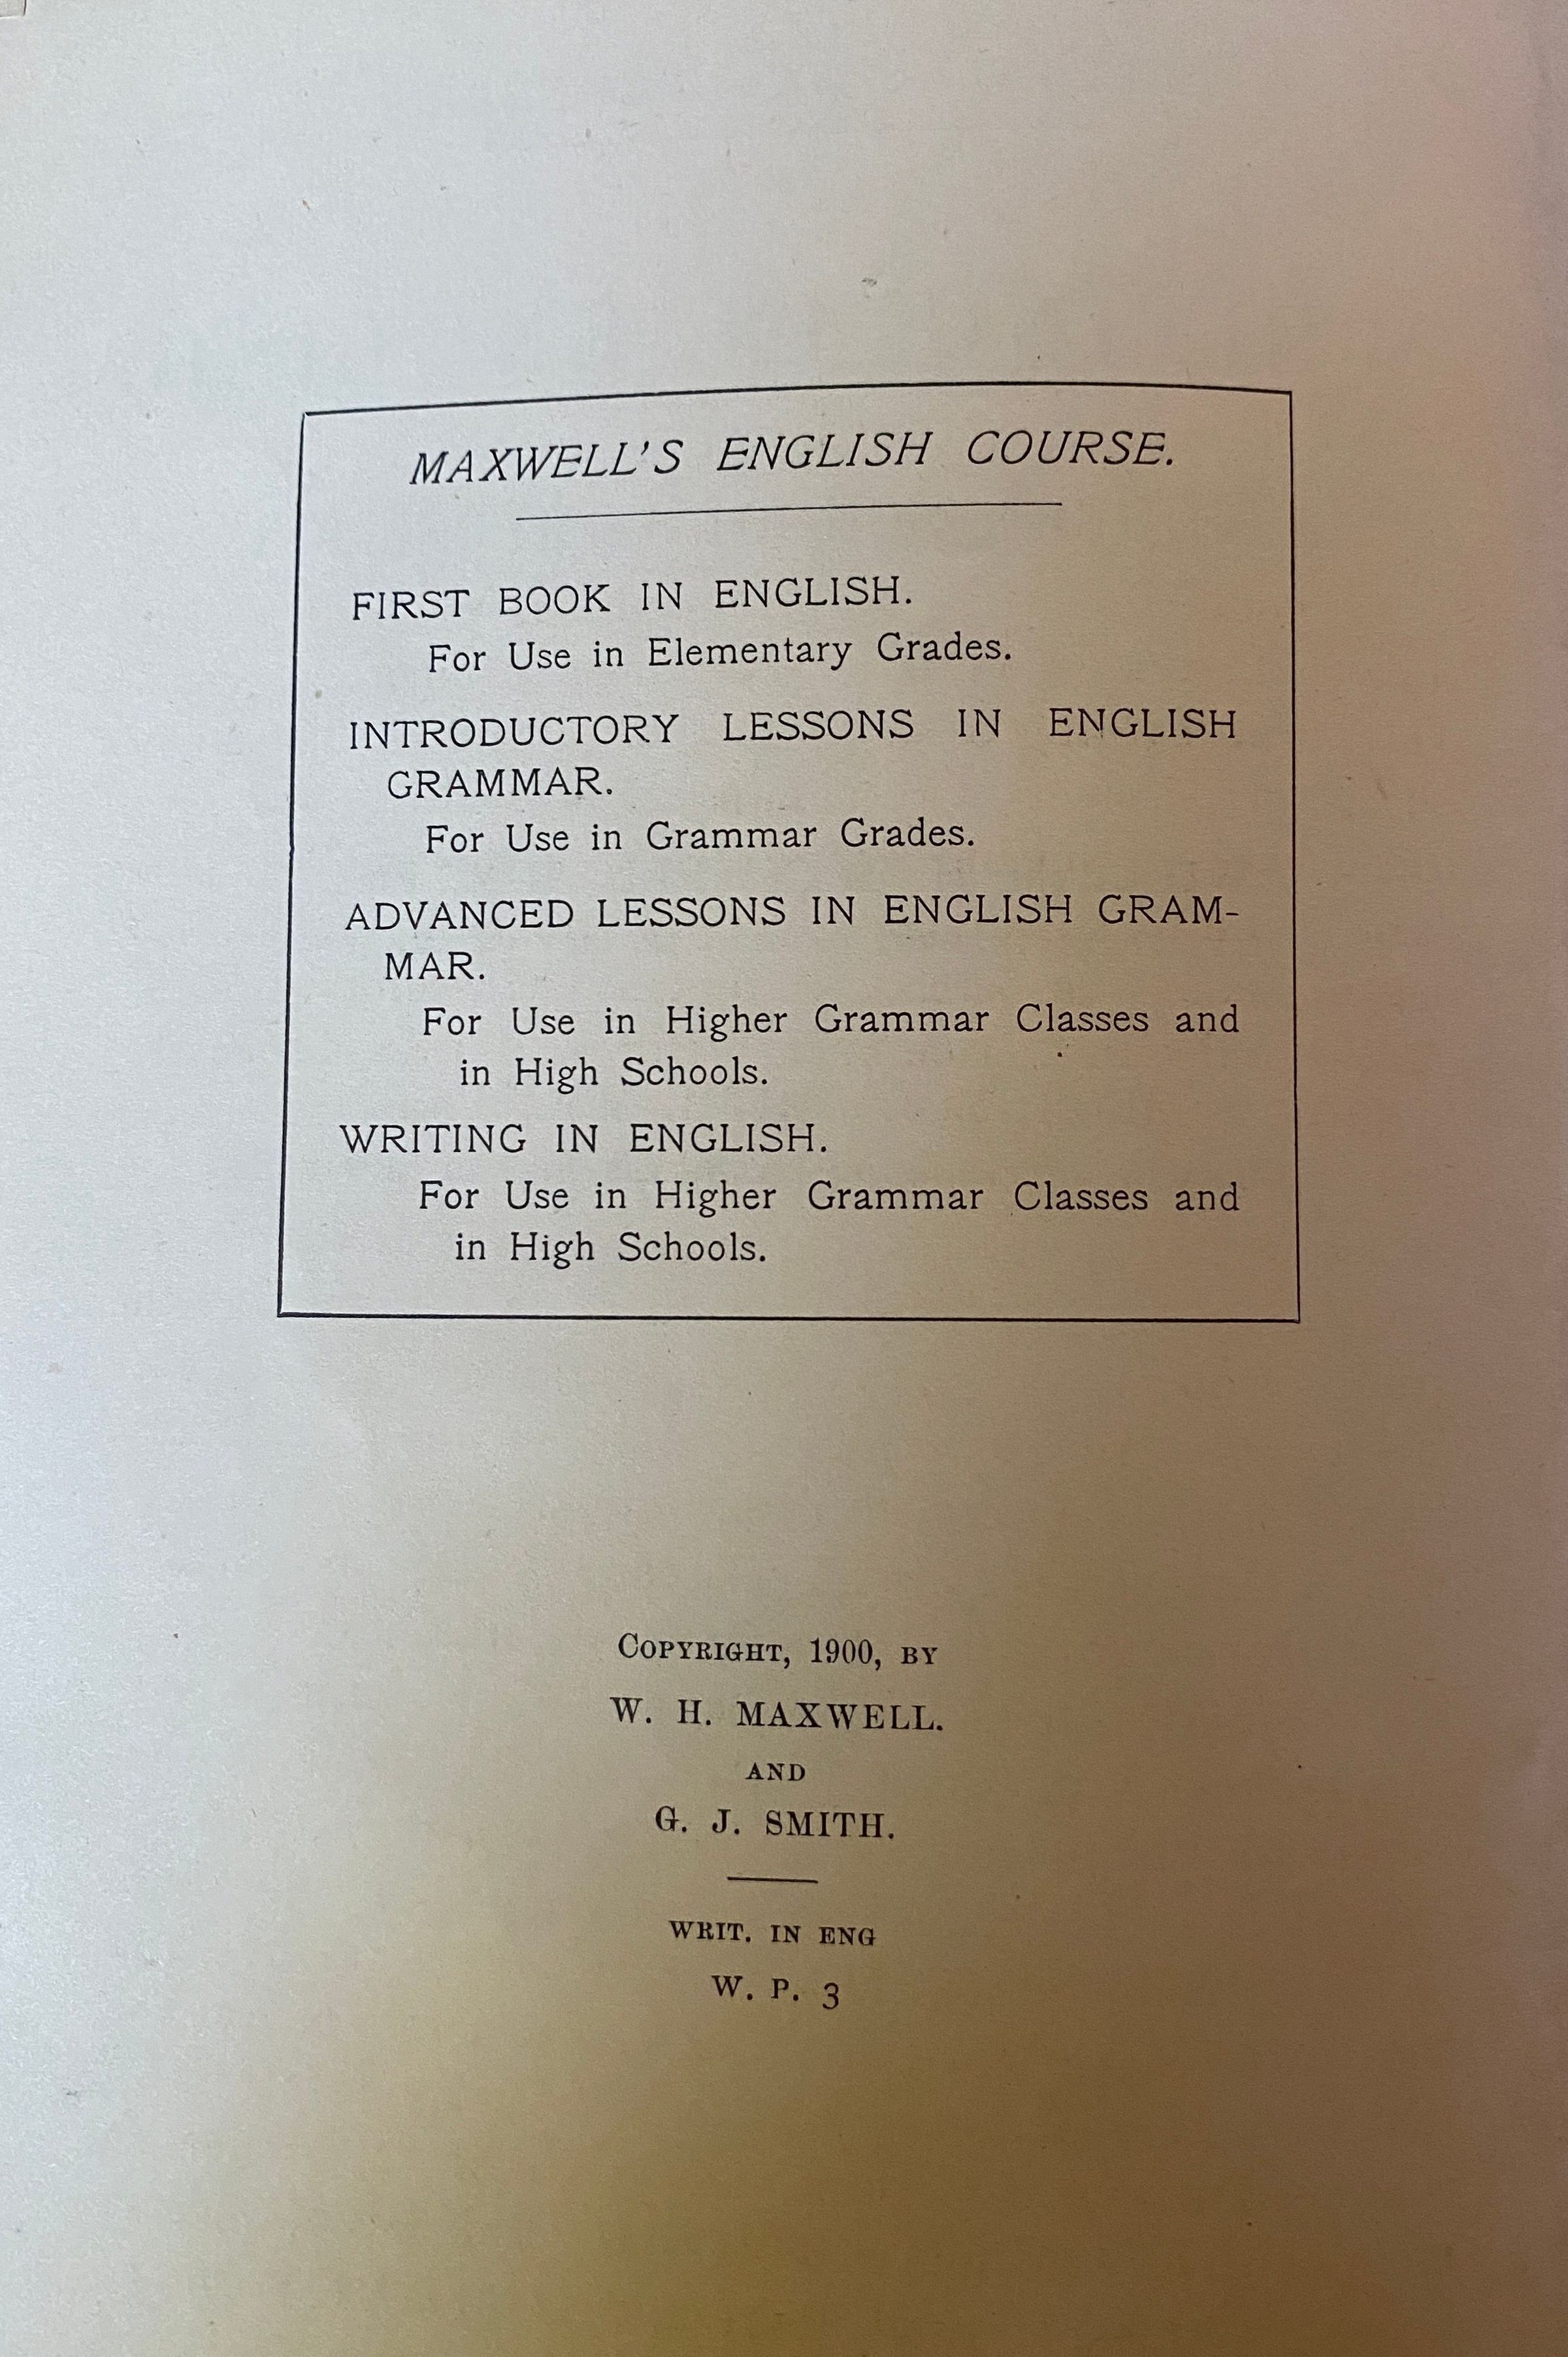 MAXWELL'S ENGLISH COURSE.
FIRST BOOK IN ENGLISH.
For Use in Elementary Grades.
INTRODUCTORY LESSONS IN ENGLISH
GRAMMAR.
For Use in Grammar Grades.
ADVANCED LESSONS IN ENGLISH GRAM-
MAR.
For Use in Higher Grammar Classes and
in High Schools.
WRITING IN ENGLISH.
For Use in Higher Grammar Classes and
in High Schools.
COPYRIGHT, 1900, BY
W. H. MAXWELL.
AND
G. J. SMITH.
WRIT. IN ENG
W. P. 3